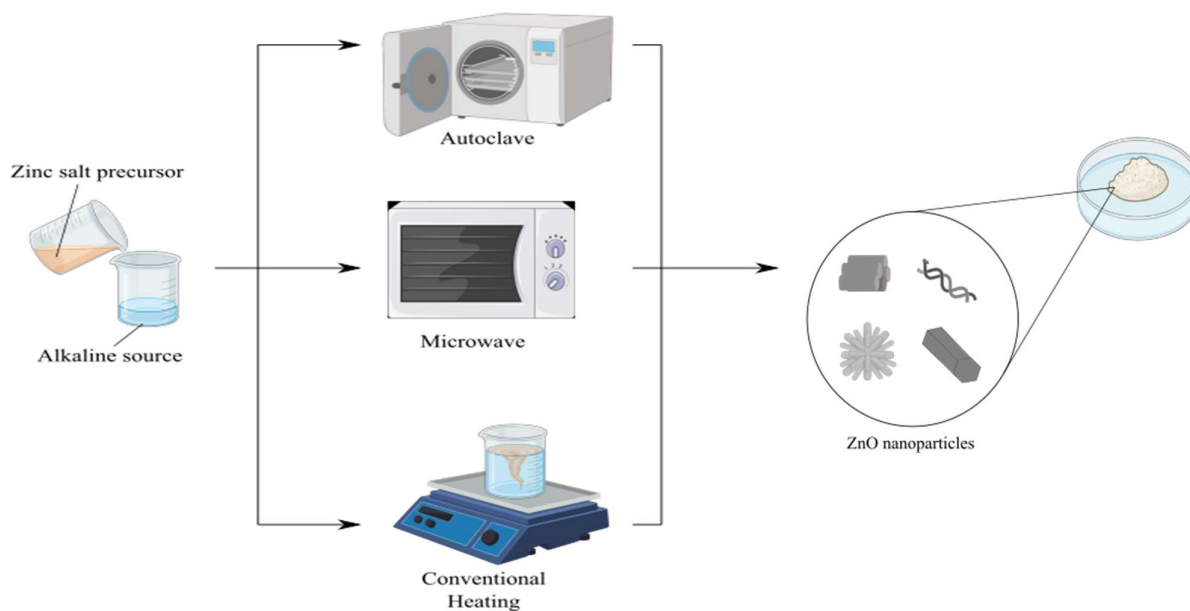 Zinc salt precursor
Alkaline source
Autoclave
Microwave
Conventional
Heating
ZnO nanoparticles